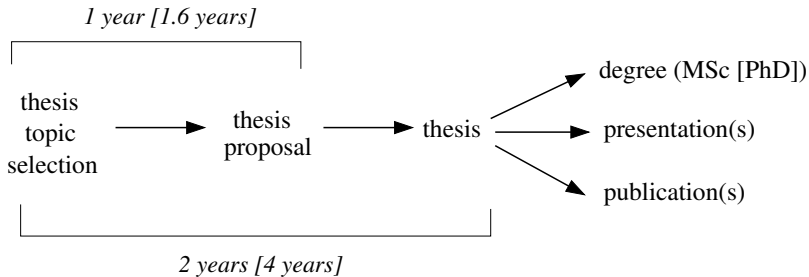 1 year [1.6 years]
thesis
topic
selection
thesis
proposal
thesis
degree (MSc [PhD])
presentation(s)
publication(s)
2 years [4 years]